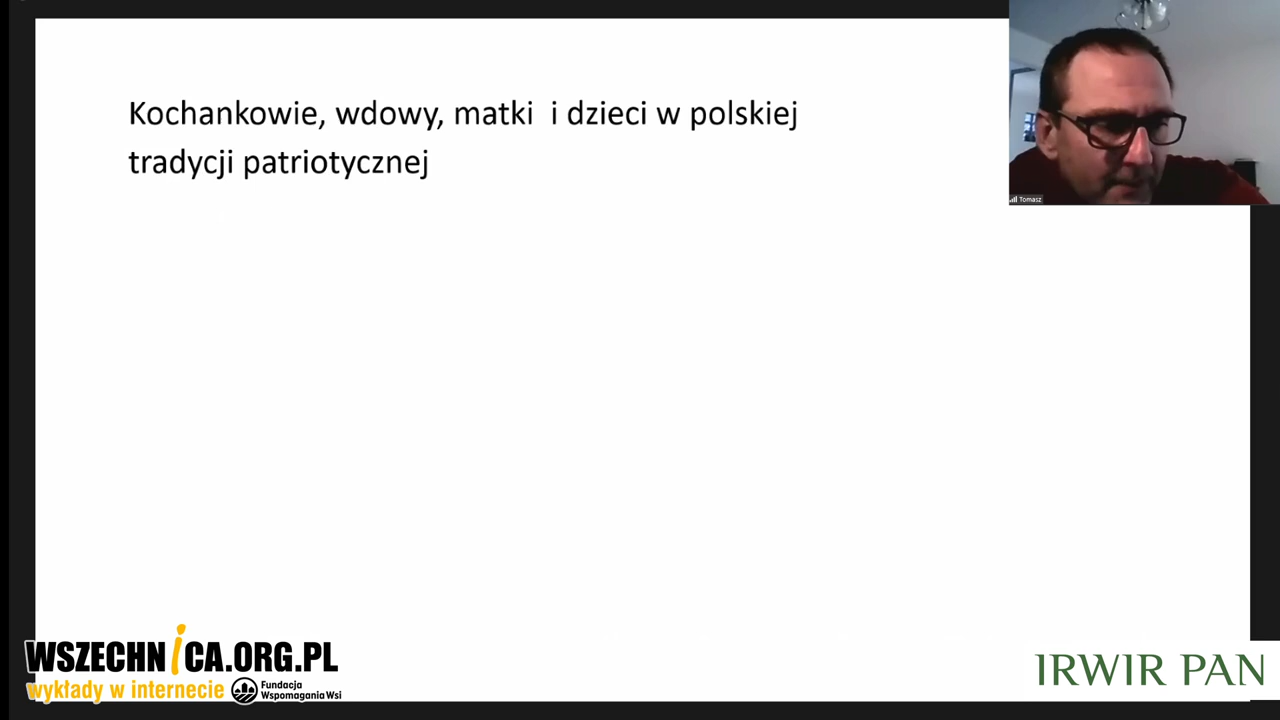 Kochankowie, wdowy, matki i dzieci w polskiej
tradycji patriotycznej
Tomasz
WSZECHNiCA.ORG.PL
wykłady w internecie
Fundacja
Wspomagania Wsi
IRWIR PAN